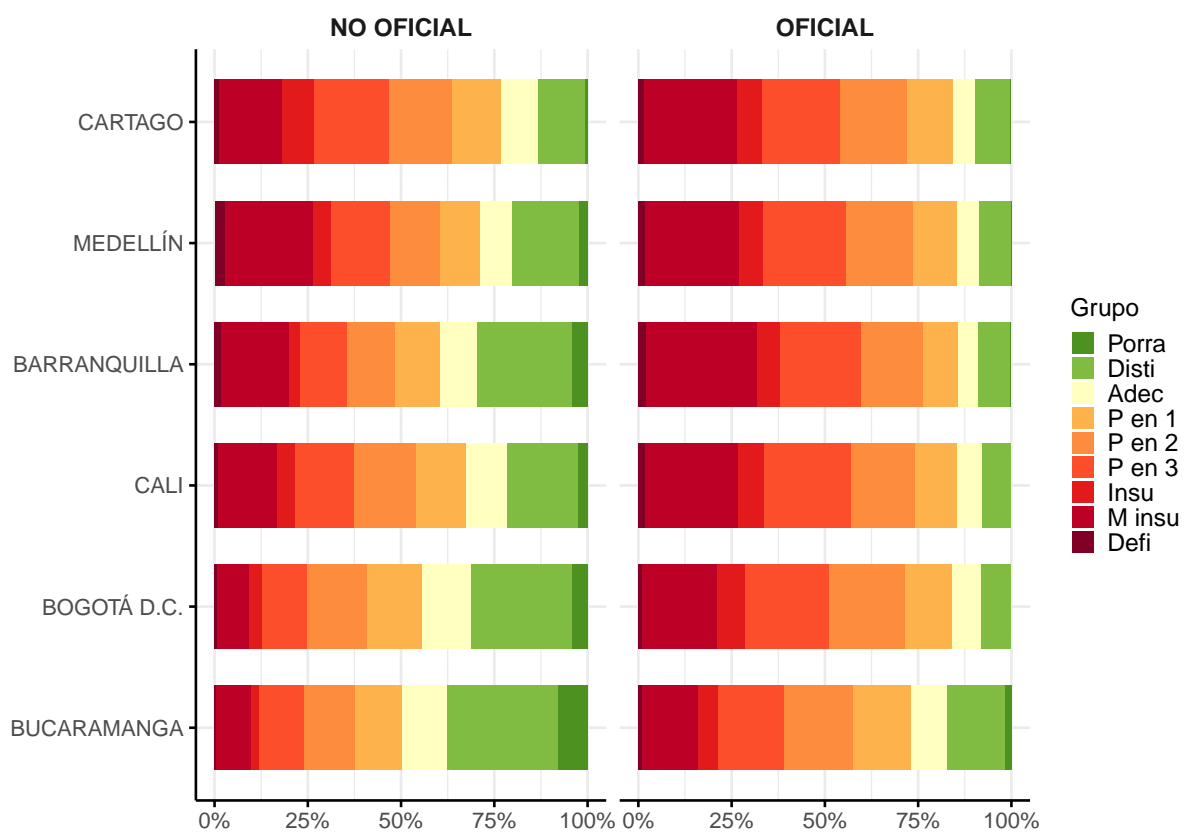 NO OFICIAL
OFICIAL
CARTAGO
MEDELLÍN
BARRANQUILLA
CALI
BOGOTÁ D.C.
BUCARAMANGA
0% 25% 50% 75% 100%
0% 25% 50% 75% 100%
Grupo
Porra
Disti
Adec
P en 1
P en 2
P en 3
Insu
M insu
Defi